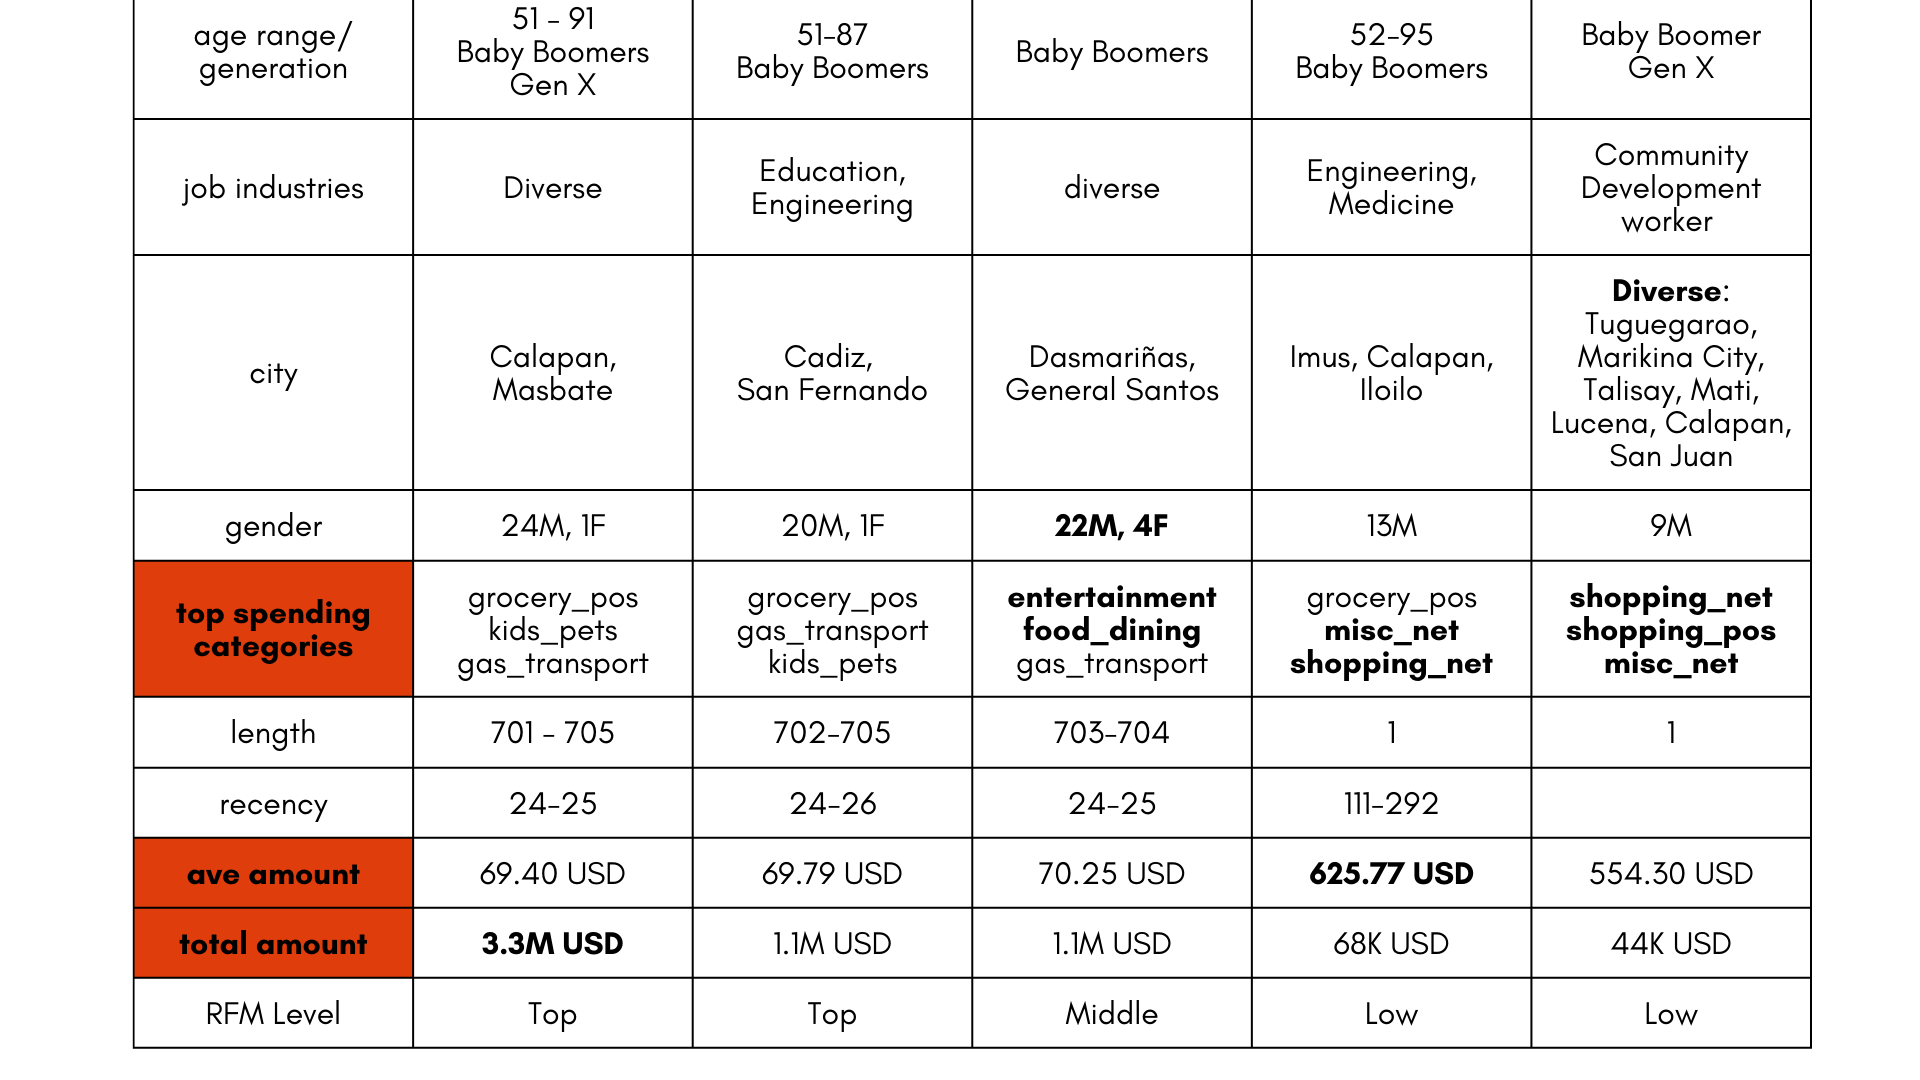 age range/
generation
51 - 91
Baby Boomers
Gen X
51-87
Baby Boomers
Baby Boomers
52-95
Baby Boomers
Baby Boomer
Gen X
job industries
Diverse
Education,
Engineering
diverse
Engineering,
Medicine
Community
Development
worker
city
Calapan,
Masbate
Cadiz,
San Fernando
Dasmariñas,
General Santos
Imus, Calapan,
Iloilo
Diverse:
Tuguegarao,
Marikina City,
Talisay, Mati,
Lucena, Calapan,
San Juan
gender
24M, 1F
20M, 1F
22M, 4F
13M
9M
top spending
categories
grocery_pos
kids_pets
gas_transport
grocery_pos
gas_transport
kids_pets
entertainment
food_dining
gas_transport
grocery_pos
misc_net
shopping_net
shopping_net
shopping_pos
misc_net
length
701 - 705
702-705
703-704
1
1
recency
24-25
24-26
24-25
111-292
ave amount
69.40 USD
69.79 USD
70.25 USD
625.77 USD
554.30 USD
total amount
3.3M USD
1.1M USD
1.1M USD
68K USD
44K USD
RFM Level
Top
Top
Middle
Low
Low